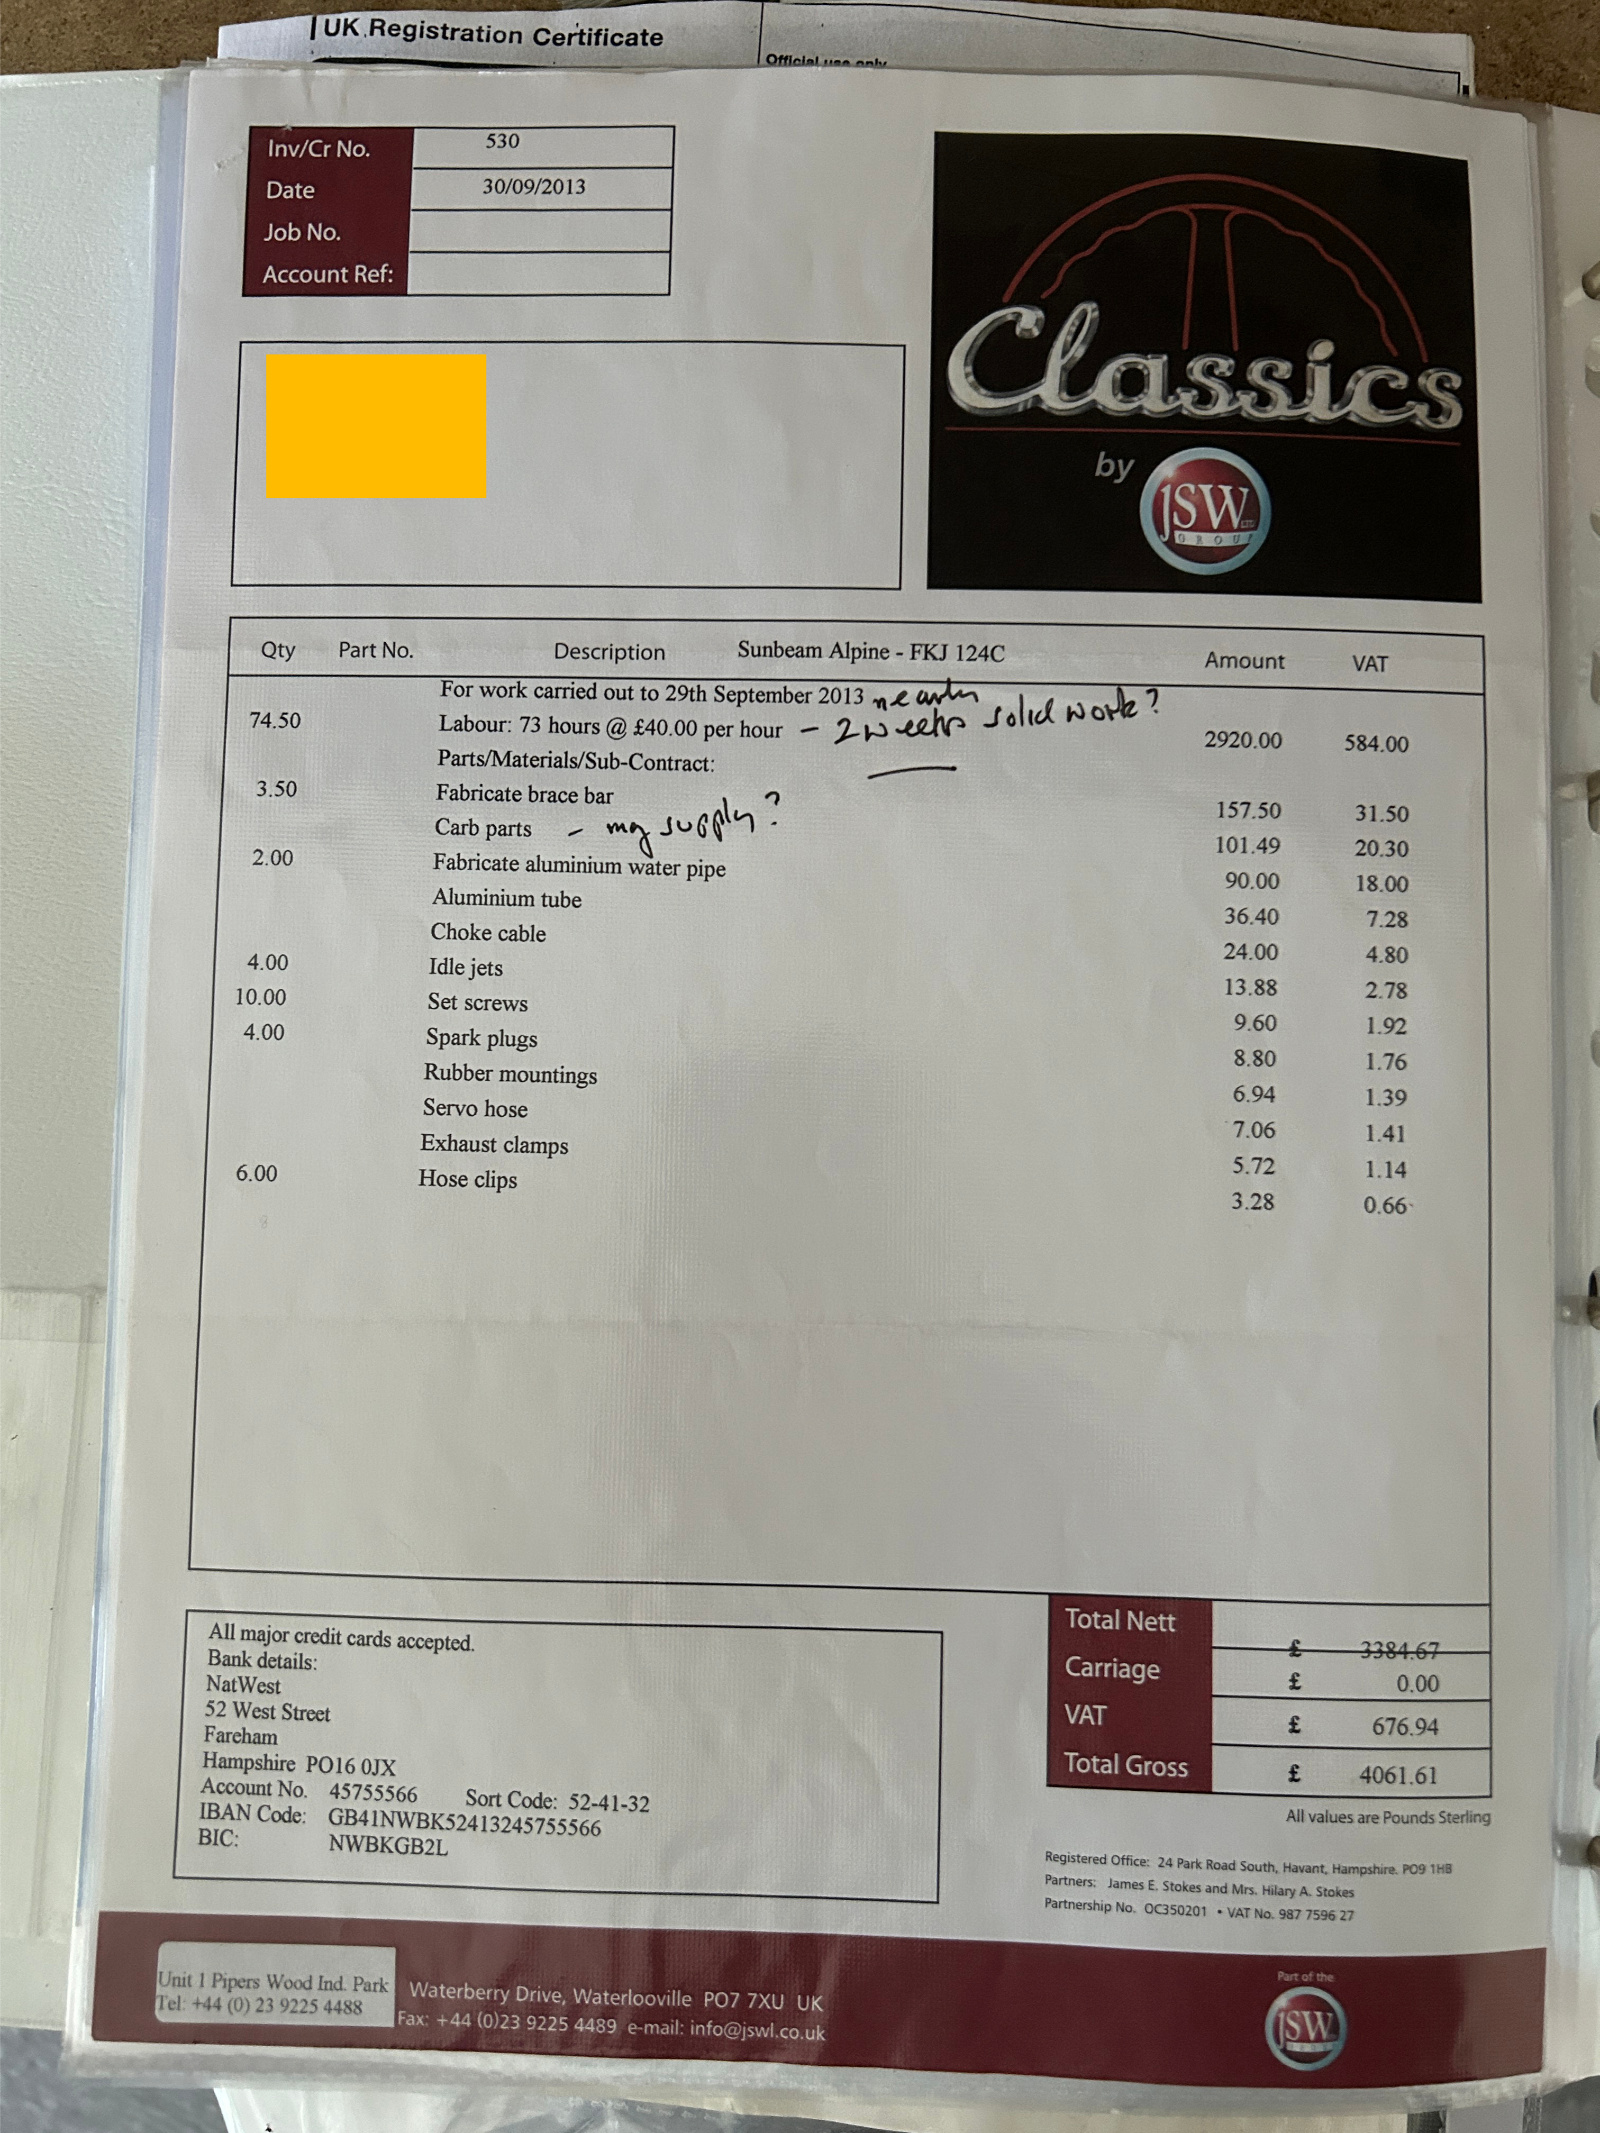 UK Registration Certificate
Official use only
Inv/Cr No. 530
Date 30/09/2013
Job No.
Account Ref:
Classics
by JSW LTD
GROUP
Qty Part No. Description Sunbeam Alpine - FKJ 124C Amount VAT
For work carried out to 29th September 2013 nearly
74.50 Labour: 73 hours @ £40.00 per hour - 2 weeks solid work? 2920.00 584.00
Parts/Materials/Sub-Contract:
3.50 Fabricate brace bar 157.50 31.50
Carb parts - my supply? 101.49 20.30
2.00 Fabricate aluminium water pipe 90.00 18.00
Aluminium tube 36.40 7.28
Choke cable 24.00 4.80
4.00 Idle jets 13.88 2.78
10.00 Set screws 9.60 1.92
4.00 Spark plugs 8.80 1.76
Rubber mountings 6.94 1.39
Servo hose 7.06 1.41
Exhaust clamps 5.72 1.14
6.00 Hose clips 3.28 0.66
Total Nett £ 3384.67
Carriage £ 0.00
VAT £ 676.94
Total Gross £ 4061.61
All values are Pounds Sterling
All major credit cards accepted.
Bank details:
NatWest
52 West Street
Fareham
Hampshire PO16 0JX
Account No. 45755566 Sort Code: 52-41-32
IBAN Code: GB41NWBK52413245755566
BIC: NWBKGB2L
Registered Office: 24 Park Road South, Havant, Hampshire. PO9 1HB
Partners: James E. Stokes and Mrs. Hilary A. Stokes
Partnership No. OC350201 • VAT No. 987 7596 27
Unit 1 Pipers Wood Ind. Park Waterberry Drive, Waterlooville PO7 7XU UK
Tel: +44 (0) 23 9225 4488 Fax: +44 (0)23 9225 4489 e-mail: info@jswl.co.uk
Part of the
JSW
GROUP